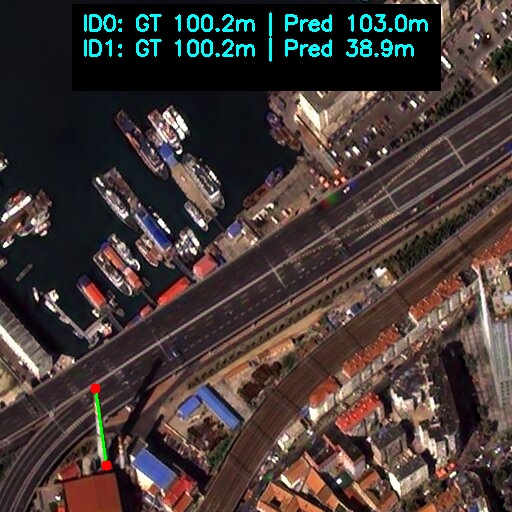 ID0: GT 100.2m | Pred 103.0m
ID1: GT 100.2m | Pred 38.9m